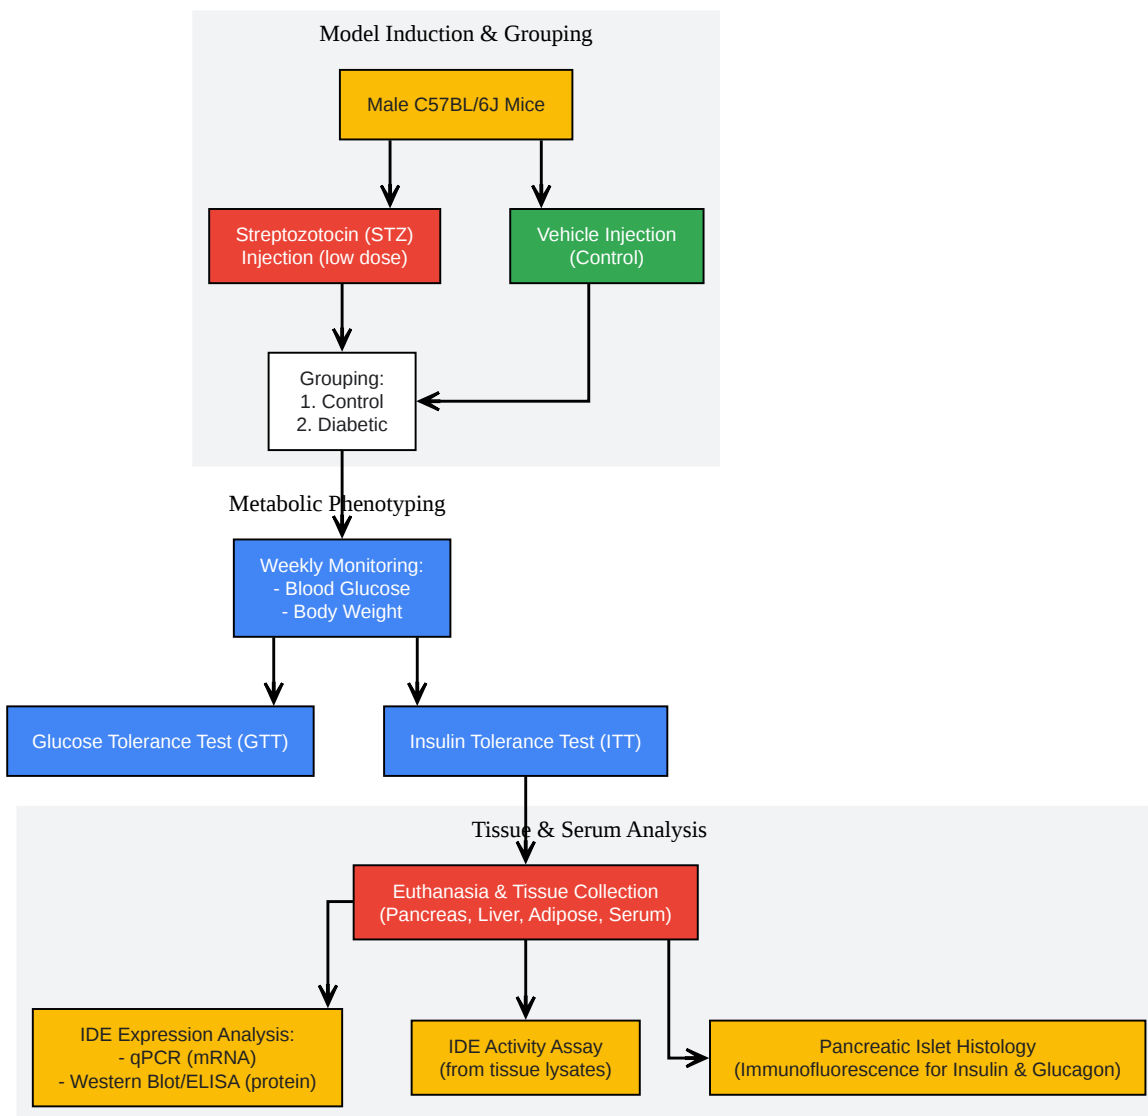 Model Induction & Grouping
Male C57BL/6J Mice
Streptozotocin (STZ)
Injection (low dose)
Vehicle Injection
(Control)
Grouping:
1. Control
2. Diabetic
Metabolic Phenotyping
Weekly Monitoring:
- Blood Glucose
- Body Weight
Glucose Tolerance Test (GTT)
Insulin Tolerance Test (ITT)
Tissue & Serum Analysis
Euthanasia & Tissue Collection
(Pancreas, Liver, Adipose, Serum)
IDE Expression Analysis:
- qPCR (mRNA)
- Western Blot/ELISA (protein)
IDE Activity Assay
(from tissue lysates)
Pancreatic Islet Histology
(Immunofluorescence for Insulin & Glucagon)